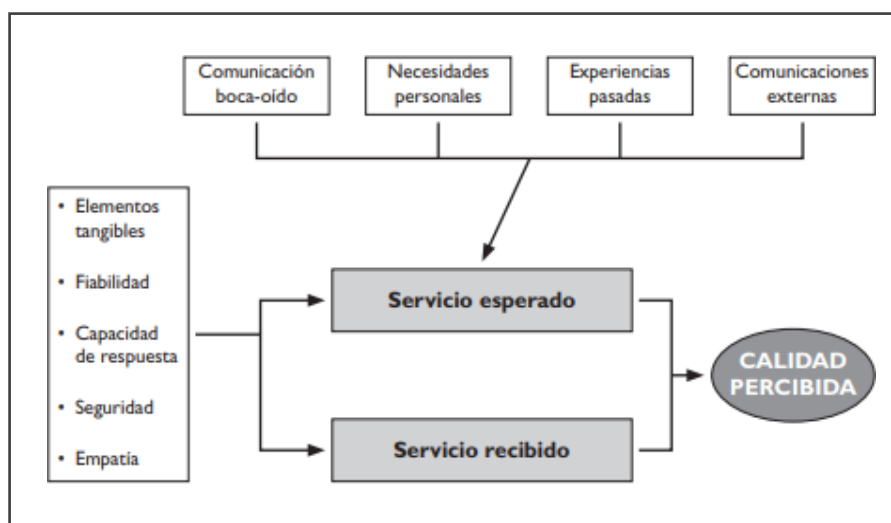 Comunicación
boca-oído
Necesidades
personales
Experiencias
pasadas
Comunicaciones
externas
• Elementos
tangibles
• Fiabilidad
• Capacidad
de respuesta
• Seguridad
• Empatía
Servicio esperado
Servicio recibido
CALIDAD
PERCIBIDA